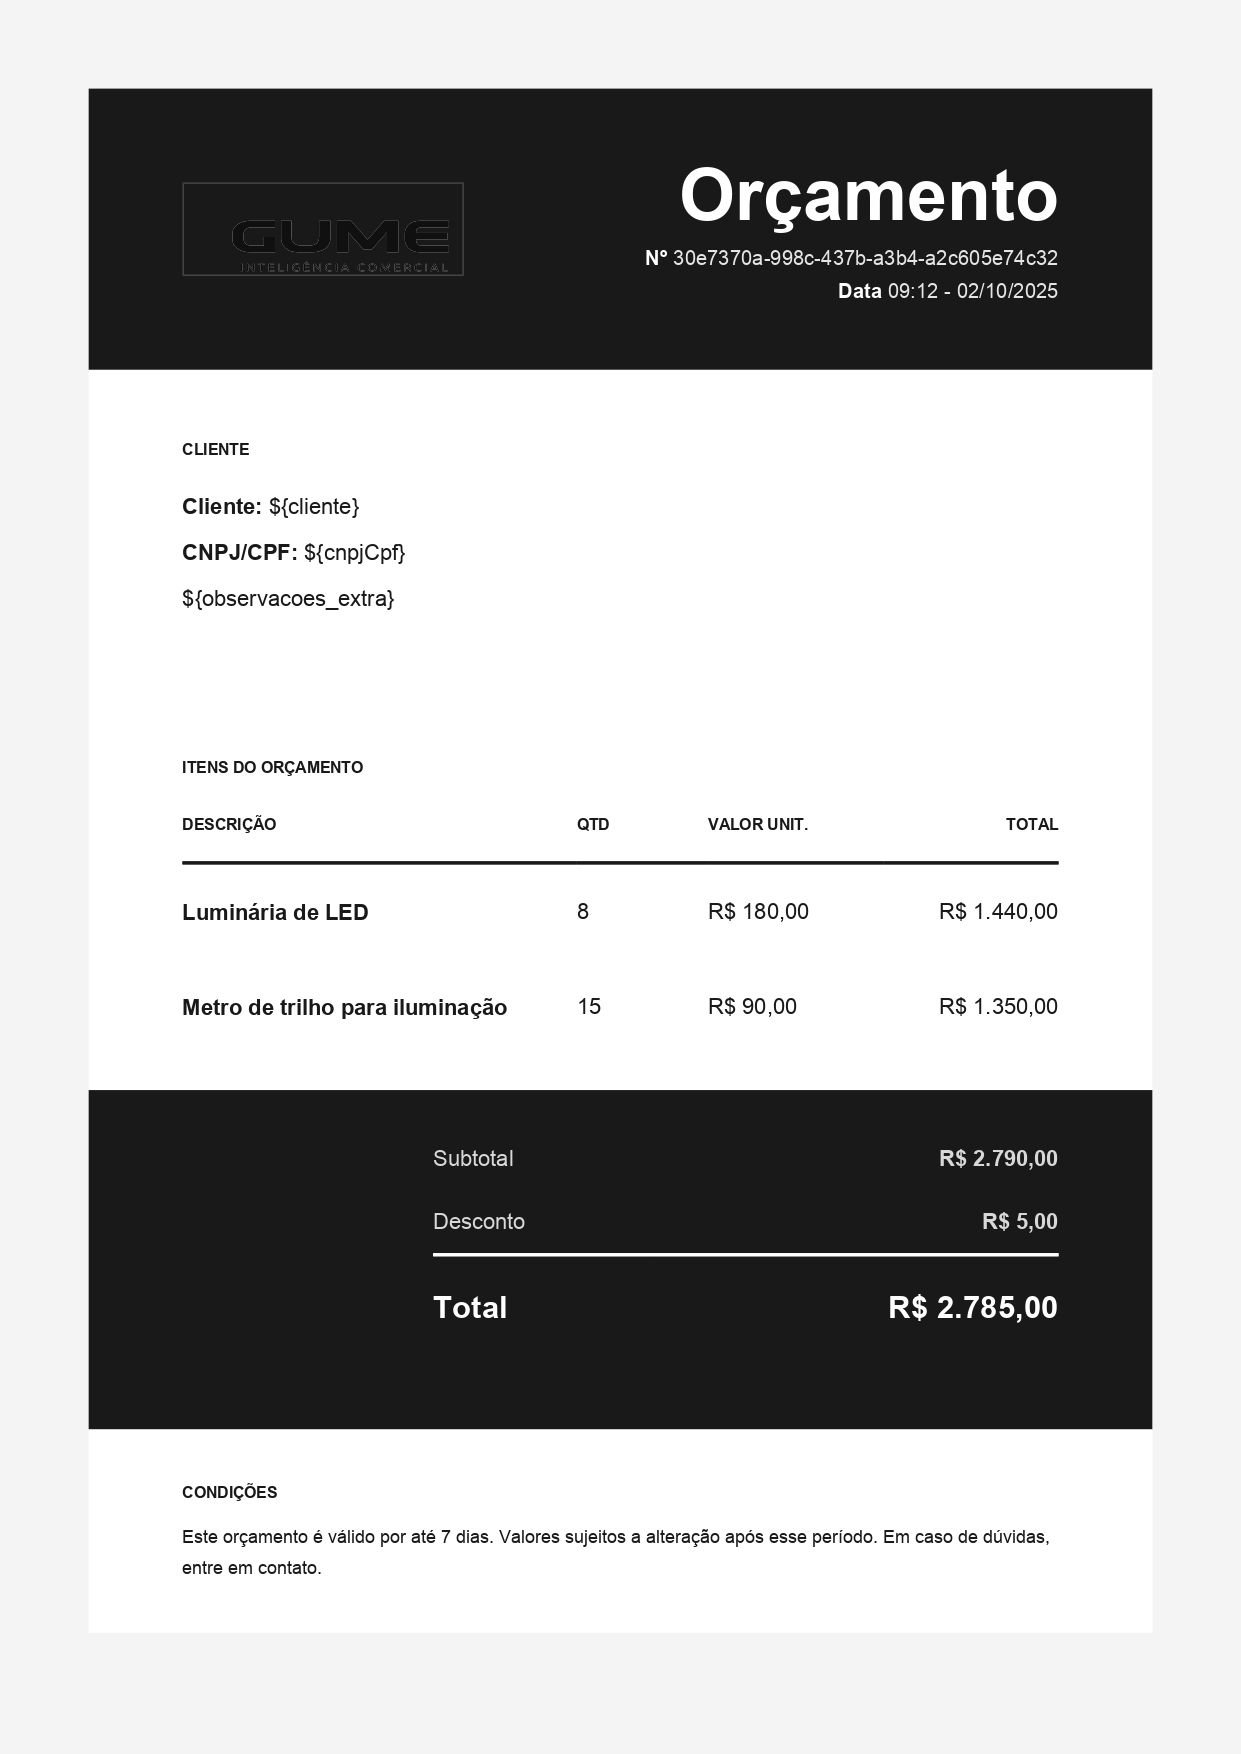 GUME
INTELIGÊNCIA COMERCIAL
Orçamento
Nº 30e7370a-998c-437b-a3b4-a2c605e74c32
Data 09:12 - 02/10/2025
CLIENTE
Cliente: ${cliente}
CNPJ/CPF: ${cnpjCpf}
${observacoes_extra}
ITENS DO ORÇAMENTO
DESCRIÇÃO QTD VALOR UNIT. TOTAL
Luminária de LED 8 R$ 180,00 R$ 1.440,00
Metro de trilho para iluminação 15 R$ 90,00 R$ 1.350,00
Subtotal R$ 2.790,00
Desconto R$ 5,00
Total R$ 2.785,00
CONDIÇÕES
Este orçamento é válido por até 7 dias. Valores sujeitos a alteração após esse período. Em caso de dúvidas,
entre em contato.